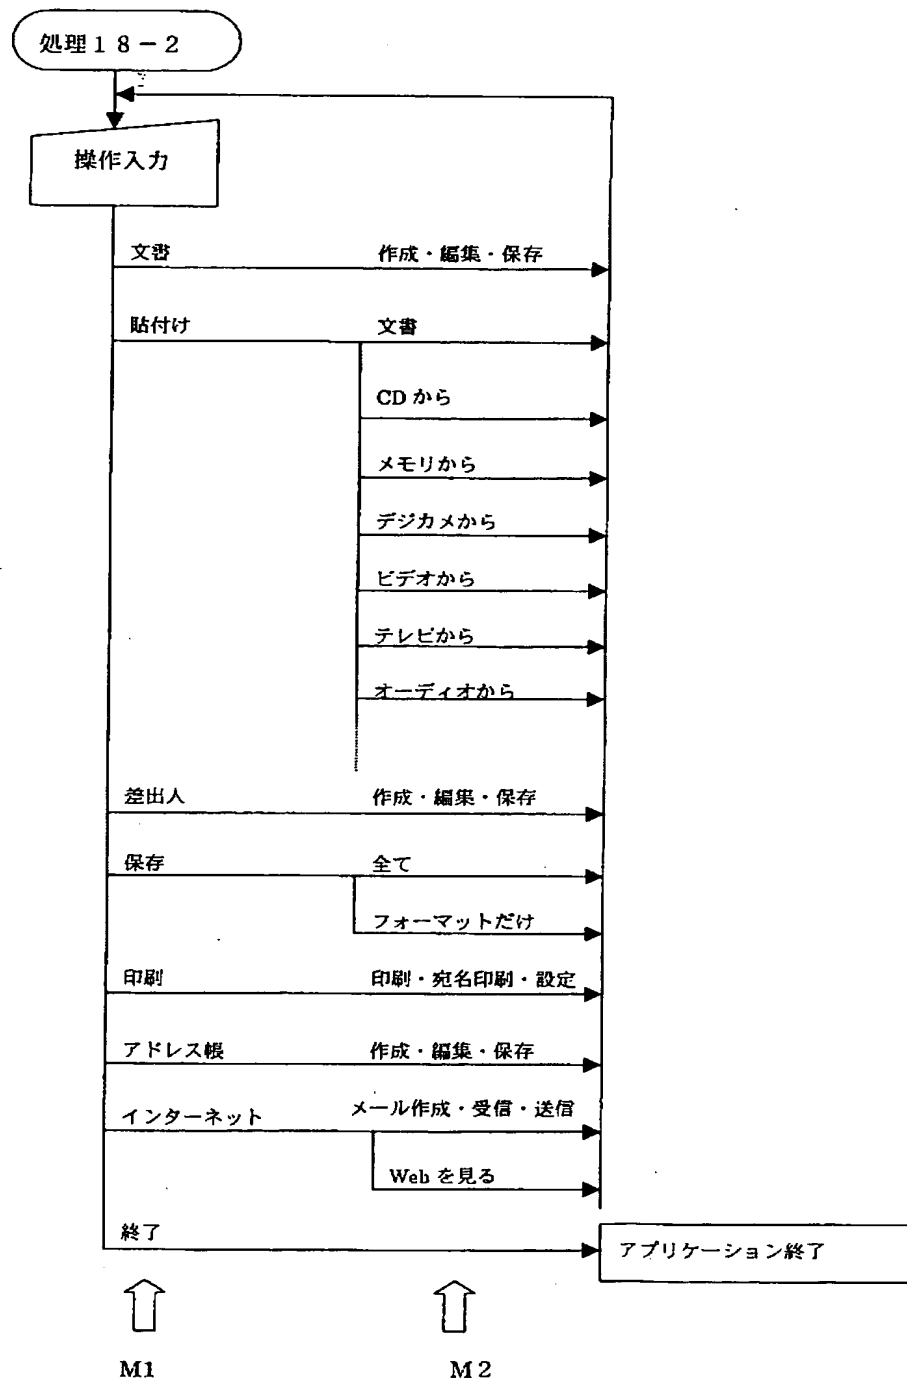 処理18－2
操作入力
文書 作成・編集・保存
貼付け 文書
CDから
メモリから
デジカメから
ビデオから
テレビから
オーディオから
差出人 作成・編集・保存
保存 全て
フォーマットだけ
印刷 印刷・宛名印刷・設定
アドレス帳 作成・編集・保存
インターネット メール作成・受信・送信
Webを見る
終了 アプリケーション終了
M1 M2